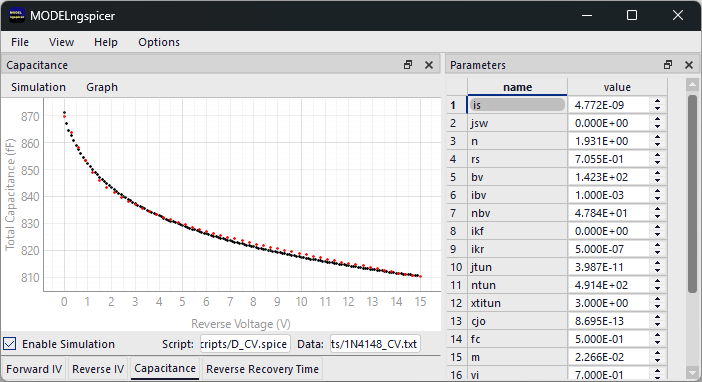 MODELngspicer
File View Help Options
Capacitance
Simulation Graph
870
860
850
840
830
820
810
Total Capacitance (fF)
0 1 2 3 4 5 6 7 8 9 10 11 12 13 14 15
Reverse Voltage (V)
Enable Simulation Script: cripts/D_CV.spice Data: ts/1N4148_CV.txt
Forward IV Reverse IV Capacitance Reverse Recovery Time
Parameters
name value
1 is 4.772E-09
2 jsw 0.000E+00
3 n 1.931E+00
4 rs 7.055E-01
5 bv 1.423E+02
6 ibv 1.000E-03
7 nbv 4.784E+01
8 ikf 0.000E+00
9 ikr 5.000E-07
10 jtun 3.987E-11
11 ntun 4.914E+02
12 xtitun 3.000E+00
13 cjo 8.695E-13
14 fc 5.000E-01
15 m 2.266E-02
16 vj 7.000E-01